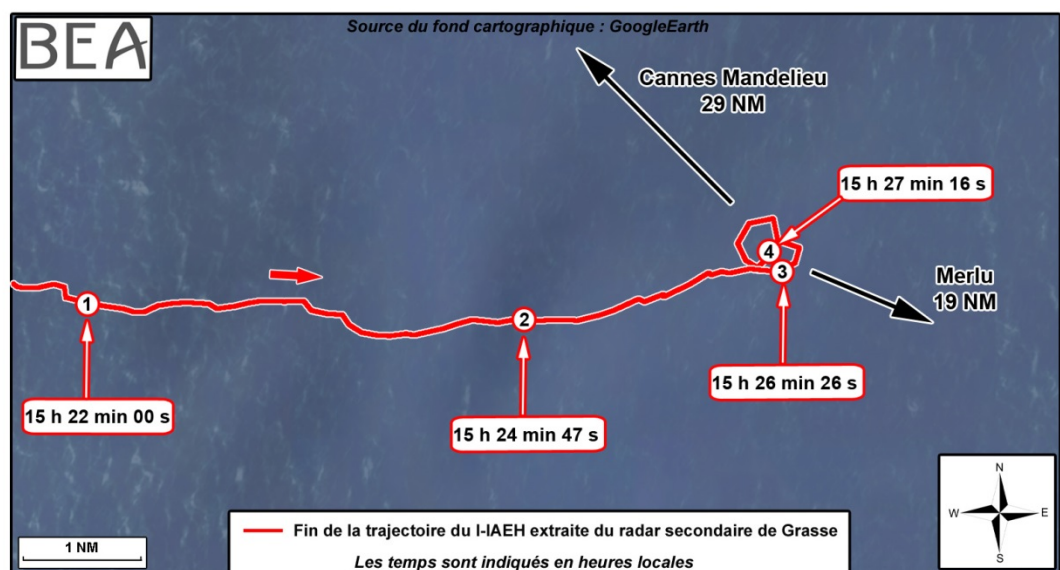 BEA
Source du fond cartographique : GoogleEarth
Cannes Mandelieu
29 NM
15 h 27 min 16 s
4
3
1
2
Merlu
19 NM
15 h 26 min 26 s
15 h 22 min 00 s
15 h 24 min 47 s
N
W
E
S
1 NM
Fin de la trajectoire du I-IAEH extraite du radar secondaire de Grasse
Les temps sont indiqués en heures locales